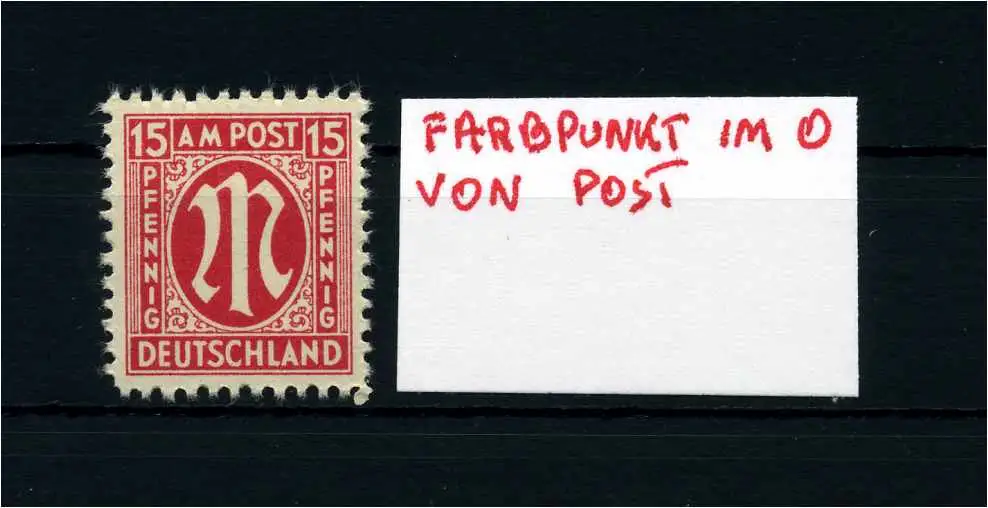 15 AM POST 15
PFENNIG
M
PFENNIG
DEUTSCHLAND
FARBPUNKT IM O
VON POST